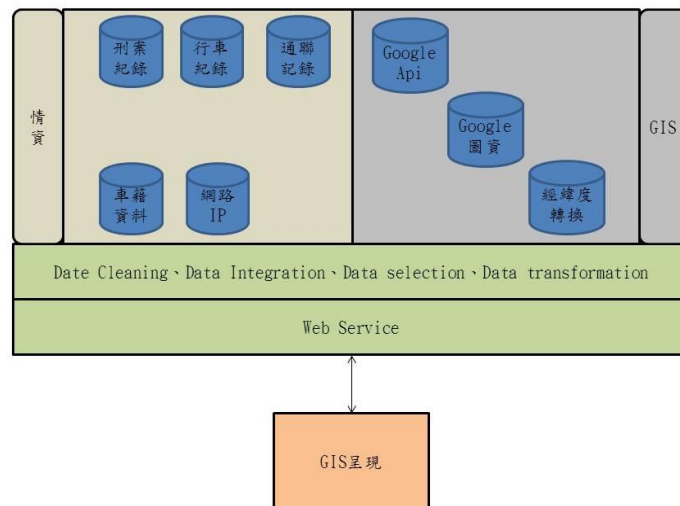 刑案
紀錄
行車
紀錄
通聯
記錄
Google
Api
情
資
Google
圖資
GIS
車籍
資料
網路
IP
經緯度
轉換
Date Cleaning、Data Integration、Data selection、Data transformation
Web Service
GIS呈現